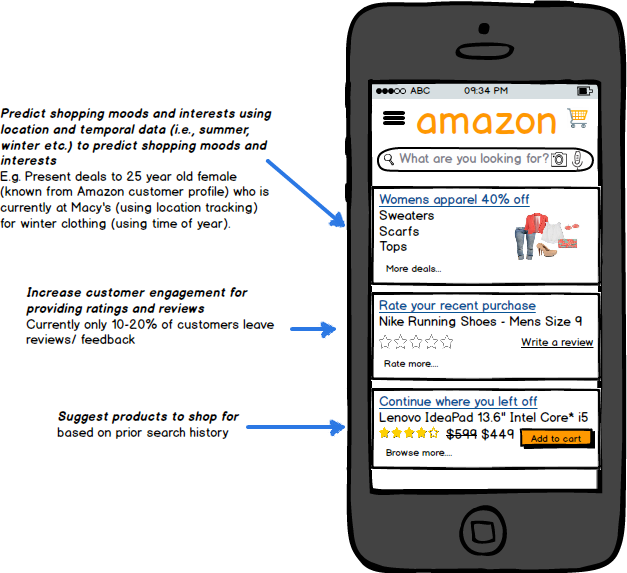 Predict shopping moods and interests using
location and temporal data (i.e., summer,
winter etc.) to predict shopping moods and
interests
E.g. Present deals to 25 year old female
(known from Amazon customer profile) who is
currently at Macy's (using location tracking)
for winter clothing (using time of year).
Increase customer engagement for
providing ratings and reviews
Currently only 10-20% of customers leave
reviews/ feedback
Suggest products to shop for
based on prior search history
ABC 09:34 PM
amazon
What are you looking for?
Womens apparel 40% off
Sweaters
Scarfs
Tops
More deals...
Rate your recent purchase
Nike Running Shoes - Mens Size 9
Write a review
Rate more....
Continue where you left off
Lenovo IdeaPad 13.6" Intel Core* i5
$599 $449 Add to cart
Browse more....